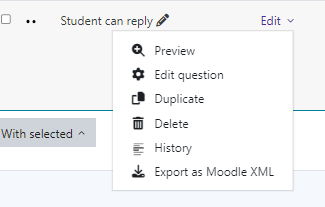 Student can reply Edit
Preview
Edit question
Duplicate
Delete
With selected
History
Export as Moodle XML